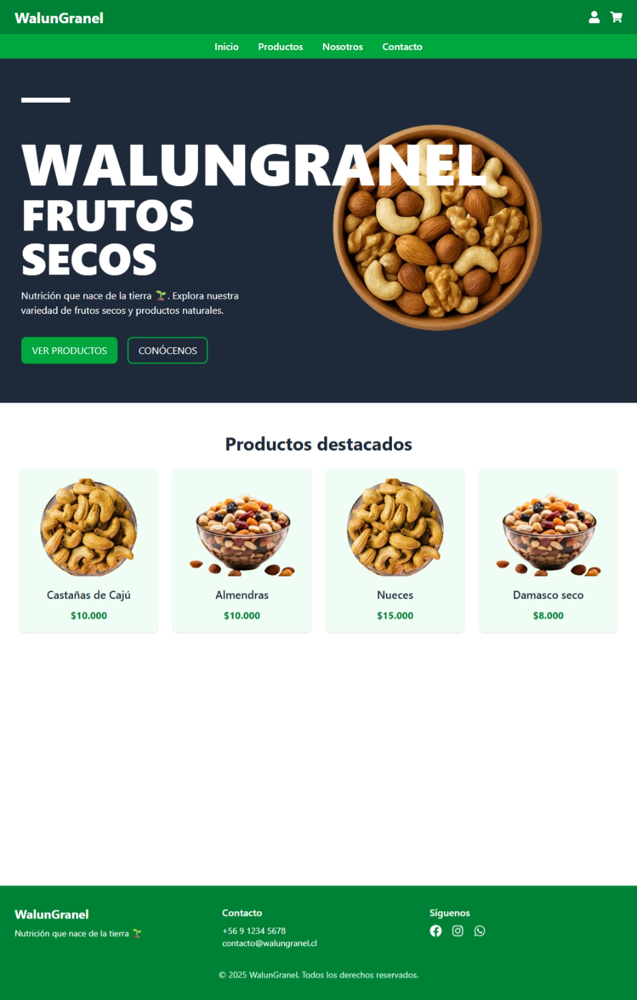 WalunGranel
Inicio Productos Nosotros Contacto
WALUNGRANEL
FRUTOS
SECOS
Nutrición que nace de la tierra 🌱. Explora nuestra
variedad de frutos secos y productos naturales.
VER PRODUCTOS CONÓCENOS
Productos destacados
Castañas de Cajú
$10.000
Almendras
$10.000
Nueces
$15.000
Damasco seco
$8.000
WalunGranel
Nutrición que nace de la tierra 🌱
Contacto
+56 9 1234 5678
contacto@walungranel.cl
Síguenos
© 2025 WalunGranel. Todos los derechos reservados.